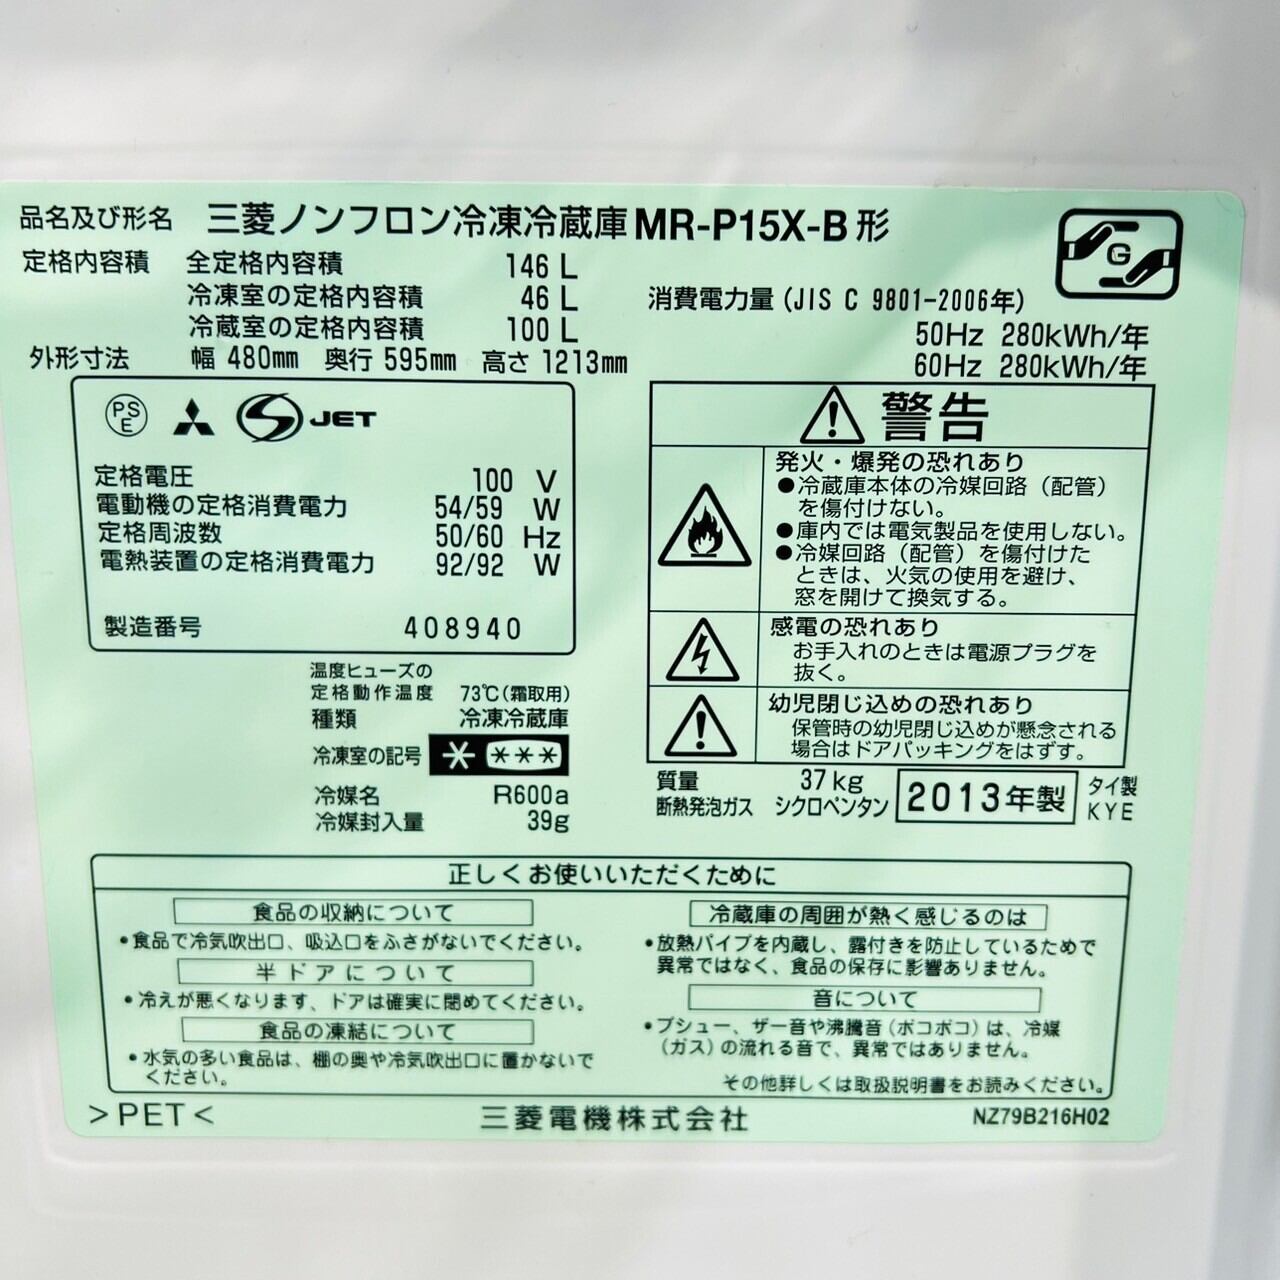 品名及び形名 三菱ノンフロン冷凍冷蔵庫 MR-P15X-B 形
定格内容積 全定格内容積 146 L
冷凍室の定格内容積 46 L
冷蔵室の定格内容積 100 L
外形寸法 幅 480mm 奥行 595mm 高さ 1213mm
G
消費電力量 (JIS C 9801-2006年)
50Hz 280kWh/年
60Hz 280kWh/年
PS
E
JET
定格電圧 100 V
電動機の定格消費電力 54/59 W
定格周波数 50/60 Hz
電熱装置の定格消費電力 92/92 W
製造番号 408940
温度ヒューズの
定格動作温度 73℃(霜取用)
種類 冷凍冷蔵庫
冷凍室の記号 * ***
冷媒名 R600a
冷媒封入量 39g
警告
発火・爆発の恐れあり
●冷蔵庫本体の冷媒回路(配管)
を傷付けない。
●庫内では電気製品を使用しない。
●冷媒回路(配管)を傷付けた
ときは、火気の使用を避け、
窓を開けて換気する。
感電の恐れあり
お手入れのときは電源プラグを
抜く。
幼児閉じ込めの恐れあり
保管時の幼児閉じ込めが懸念される
場合はドアパッキングをはずす。
質量 37kg
断熱発泡ガス シクロペンタン
2013年製
タイ製
KYE
正しくお使いいただくために
食品の収納について
•食品で冷気吹出口、吸込口をふさがないでください。
半ドアについて
•冷えが悪くなります、ドアは確実に閉めてください。
食品の凍結について
•水気の多い食品は、棚の奥や冷気吹出口に置かないで
ください。
冷蔵庫の周囲が熱く感じるのは
•放熱パイプを内蔵し、露付きを防止しているためで
異常ではなく、食品の保存に影響ありません。
音について
•ブシュー、ザー音や沸騰音(ボコボコ)は、冷媒
(ガス)の流れる音で、異常ではありません。
その他詳しくは取扱説明書をお読みください。
>PET<
三菱電機株式会社
NZ79B216H02